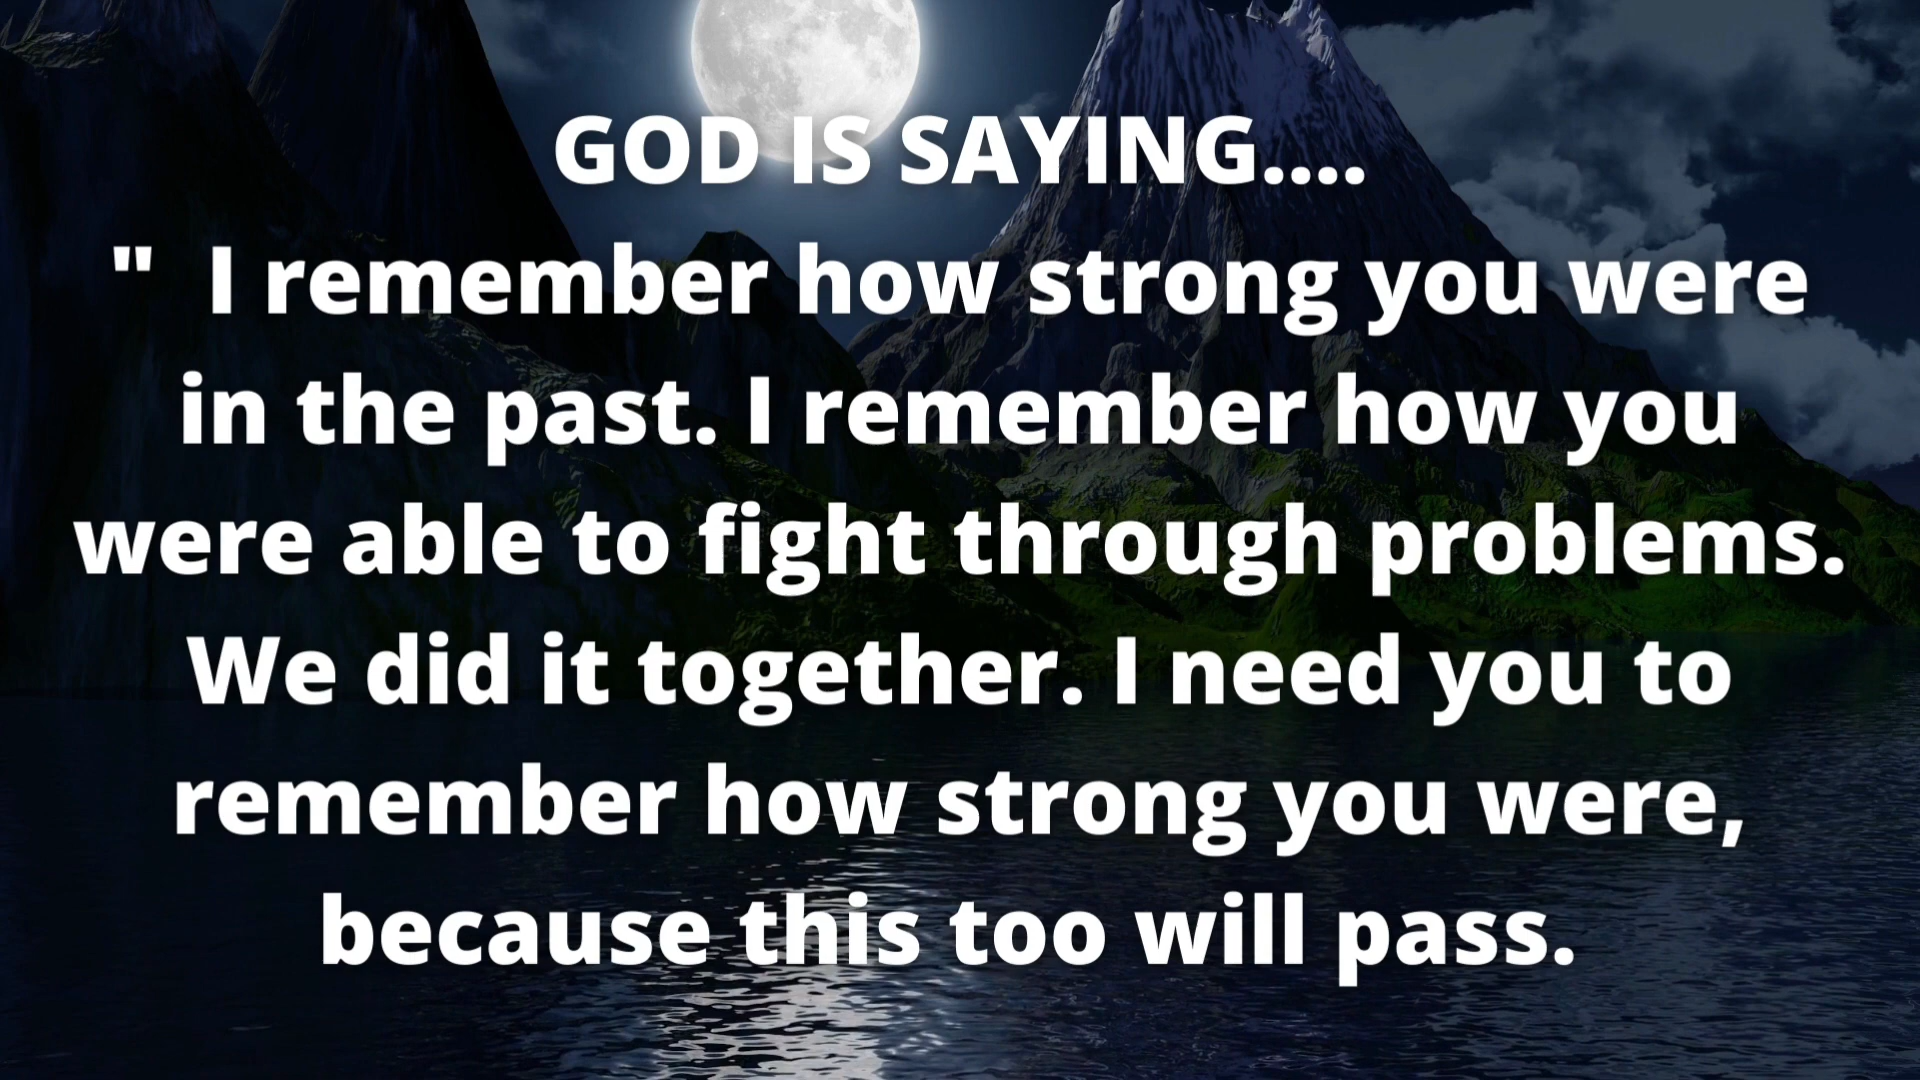 GOD IS SAYING....
"  I remember how strong you were
in the past. I remember how you
were able to fight through problems.
We did it together. I need you to
remember how strong you were,
because this too will pass.